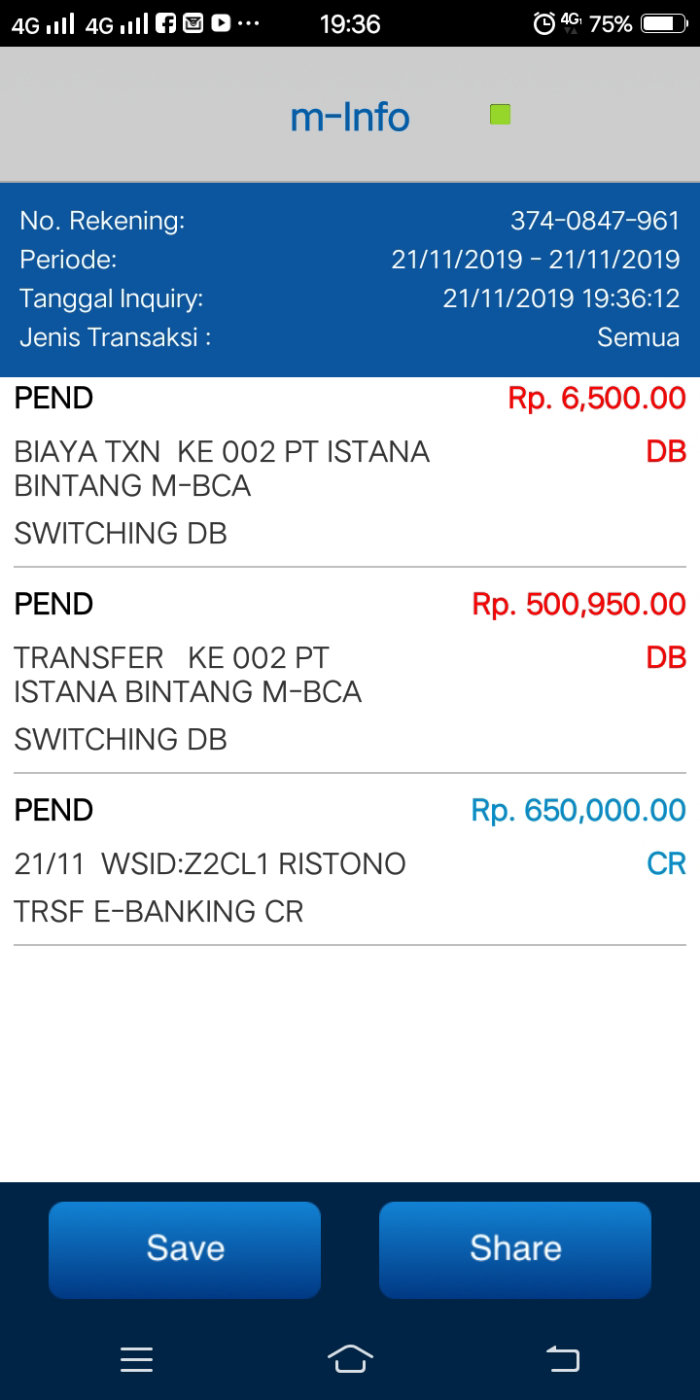 4G 4G ... 19:36 4G 75%
m-Info
No. Rekening: 374-0847-961
Periode: 21/11/2019 - 21/11/2019
Tanggal Inquiry: 21/11/2019 19:36:12
Jenis Transaksi : Semua
PEND Rp. 6,500.00
BIAYA TXN KE 002 PT ISTANA DB
BINTANG M-BCA
SWITCHING DB
PEND Rp. 500,950.00
TRANSFER KE 002 PT DB
ISTANA BINTANG M-BCA
SWITCHING DB
PEND Rp. 650,000.00
21/11 WSID:Z2CL1 RISTONO CR
TRSF E-BANKING CR
Save Share